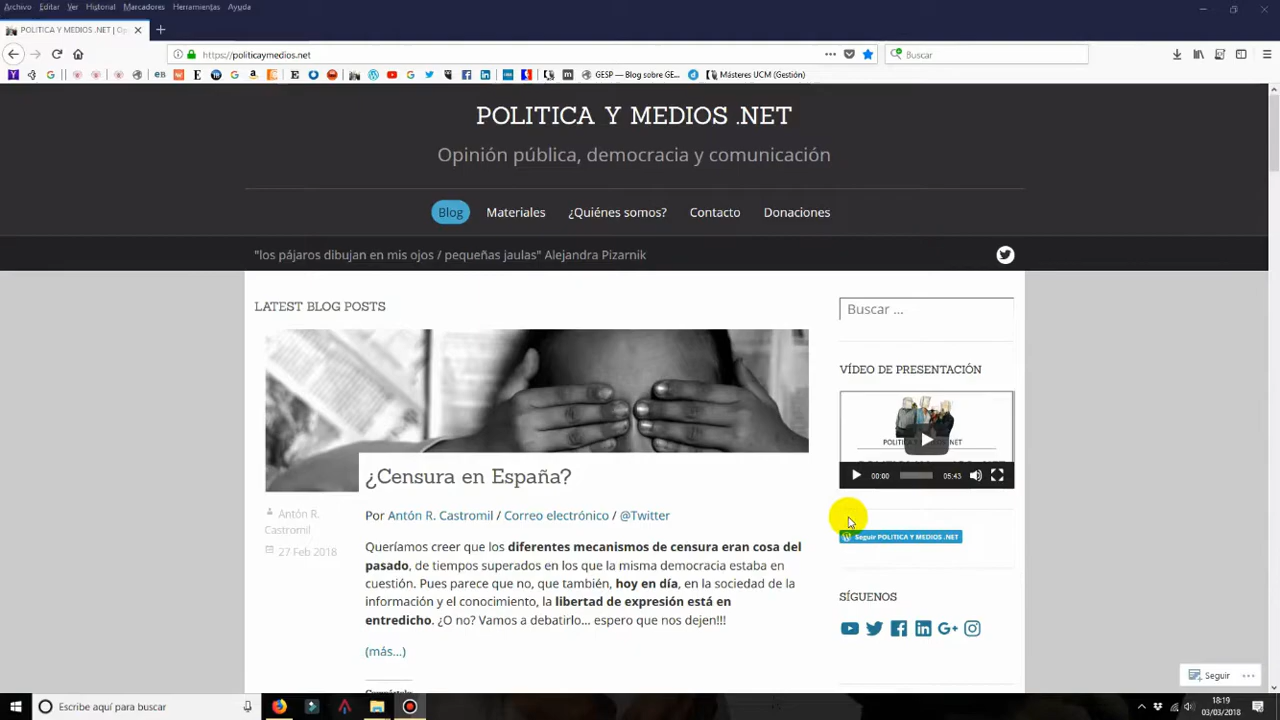 Archivo Editar Ver Historial Marcadores Herramientas Ayuda
POLITICA Y MEDIOS .NET | Op
https://politicaymedios.net
Buscar
GESP — Blog sobre GE...
Másteres UCM (Gestión)
POLITICA Y MEDIOS .NET
Opinión pública, democracia y comunicación
Blog Materiales ¿Quiénes somos? Contacto Donaciones
"los pájaros dibujan en mis ojos / pequeñas jaulas" Alejandra Pizarnik
LATEST BLOG POSTS
¿Censura en España?
Antón R.
Castromil
27 Feb 2018
Por Antón R. Castromil / Correo electrónico / @Twitter
Queríamos creer que los diferentes mecanismos de censura eran cosa del
pasado, de tiempos superados en los que la misma democracia estaba en
cuestión. Pues parece que no, que también, hoy en día, en la sociedad de la
información y el conocimiento, la libertad de expresión está en
entredicho. ¿O no? Vamos a debatirlo... espero que nos dejen!!!
(más...)
Buscar ...
VÍDEO DE PRESENTACIÓN
POLITICA Y MEDIOS .NET
00:00 05:43
Seguir POLITICA Y MEDIOS .NET
SÍGUENOS
Seguir
Escribe aquí para buscar
18:19
03/03/2018